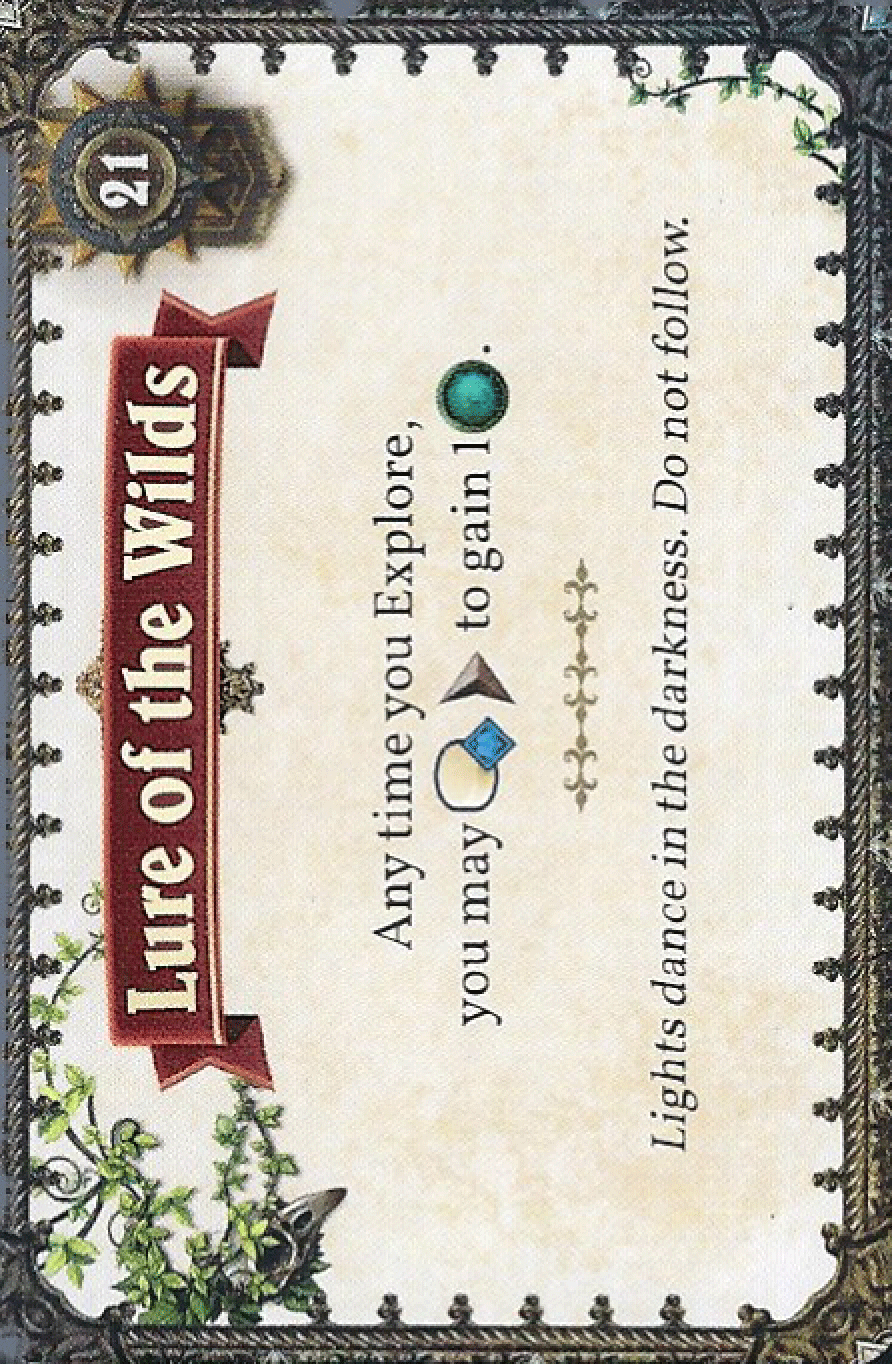 21
Lure of the Wilds
Any time you Explore,
you may to gain 1 .
Lights dance in the darkness. Do not follow.